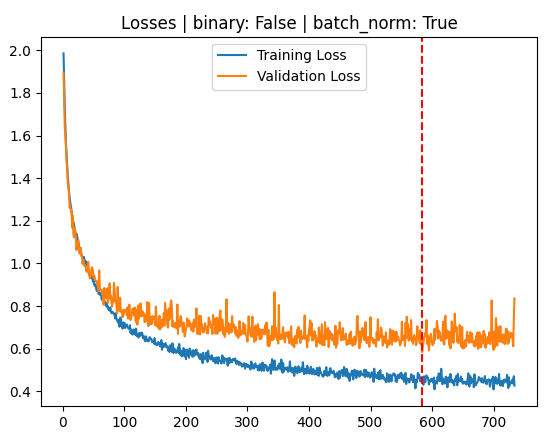 Losses | binary: False | batch_norm: True
Training Loss
Validation Loss
2.0
1.8
1.6
1.4
1.2
1.0
0.8
0.6
0.4
0 100 200 300 400 500 600 700